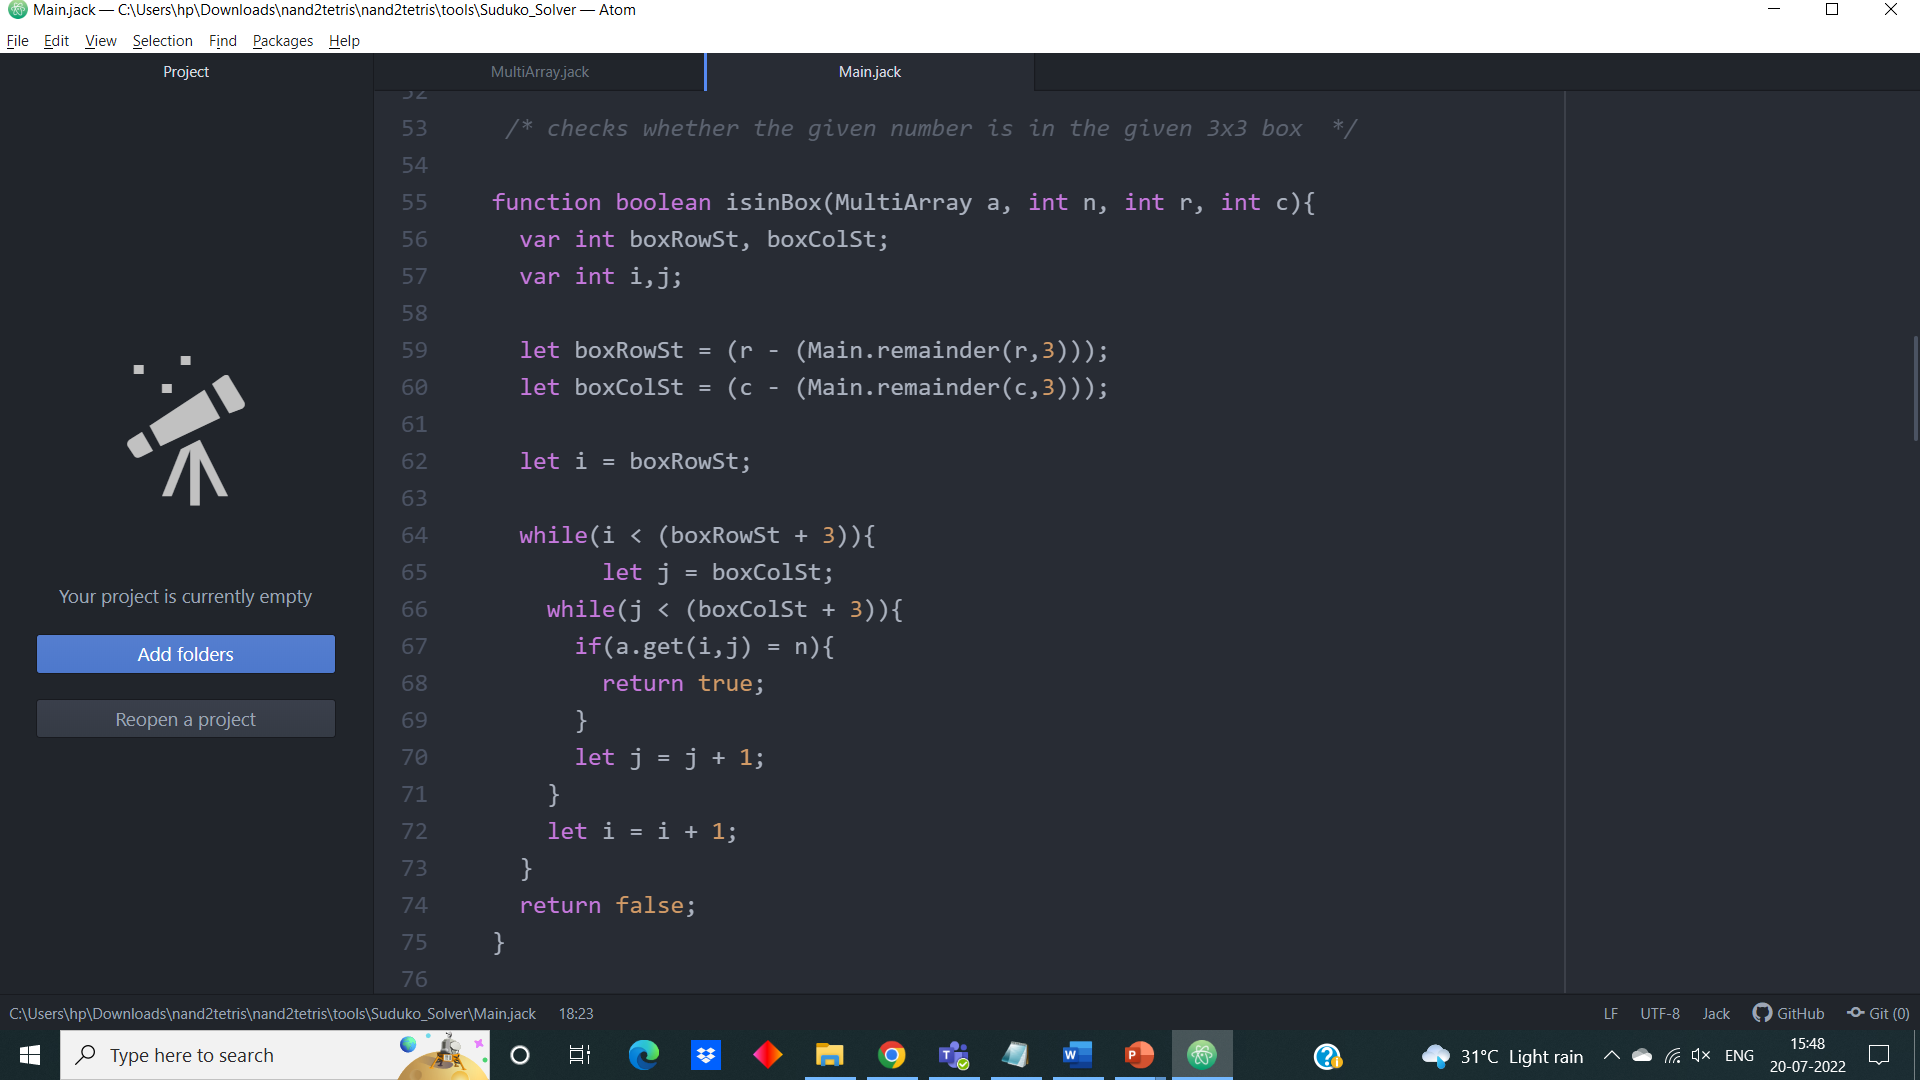 Main.jack — C:\Users\hp\Downloads\nand2tetris\nand2tetris\tools\Suduko_Solver — Atom
File Edit View Selection Find Packages Help
Project
MultiArray.jack
Main.jack
52
53 /* checks whether the given number is in the given 3x3 box  */
54
55 function boolean isinBox(MultiArray a, int n, int r, int c){
56 var int boxRowSt, boxColSt;
57 var int i,j;
58
59 let boxRowSt = (r - (Main.remainder(r,3)));
60 let boxColSt = (c - (Main.remainder(c,3)));
61
62 let i = boxRowSt;
63
64 while(i < (boxRowSt + 3)){
65 let j = boxColSt;
66 while(j < (boxColSt + 3)){
67 if(a.get(i,j) = n){
68 return true;
69 }
70 let j = j + 1;
71 }
72 let i = i + 1;
73 }
74 return false;
75 }
76
Your project is currently empty
Add folders
Reopen a project
C:\Users\hp\Downloads\nand2tetris\nand2tetris\tools\Suduko_Solver\Main.jack 18:23
LF UTF-8 Jack GitHub Git (0)
Type here to search
31°C Light rain
ENG
15:48
20-07-2022